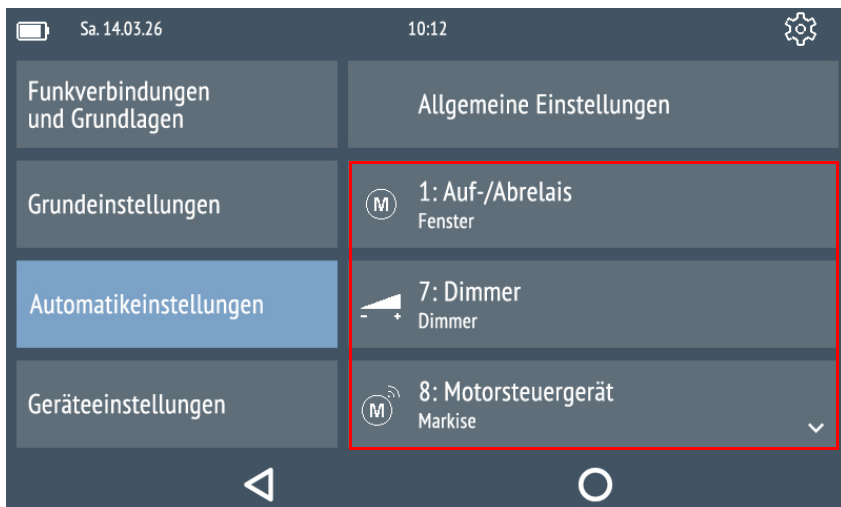 Sa. 14.03.26
10:12
Funkverbindungen
und Grundlagen
Allgemeine Einstellungen
Grundeinstellungen
M
1: Auf-/Abrelais
Fenster
Automatikeinstellungen
- +
7: Dimmer
Dimmer
Geräteeinstellungen
M
8: Motorsteuergerät
Markise